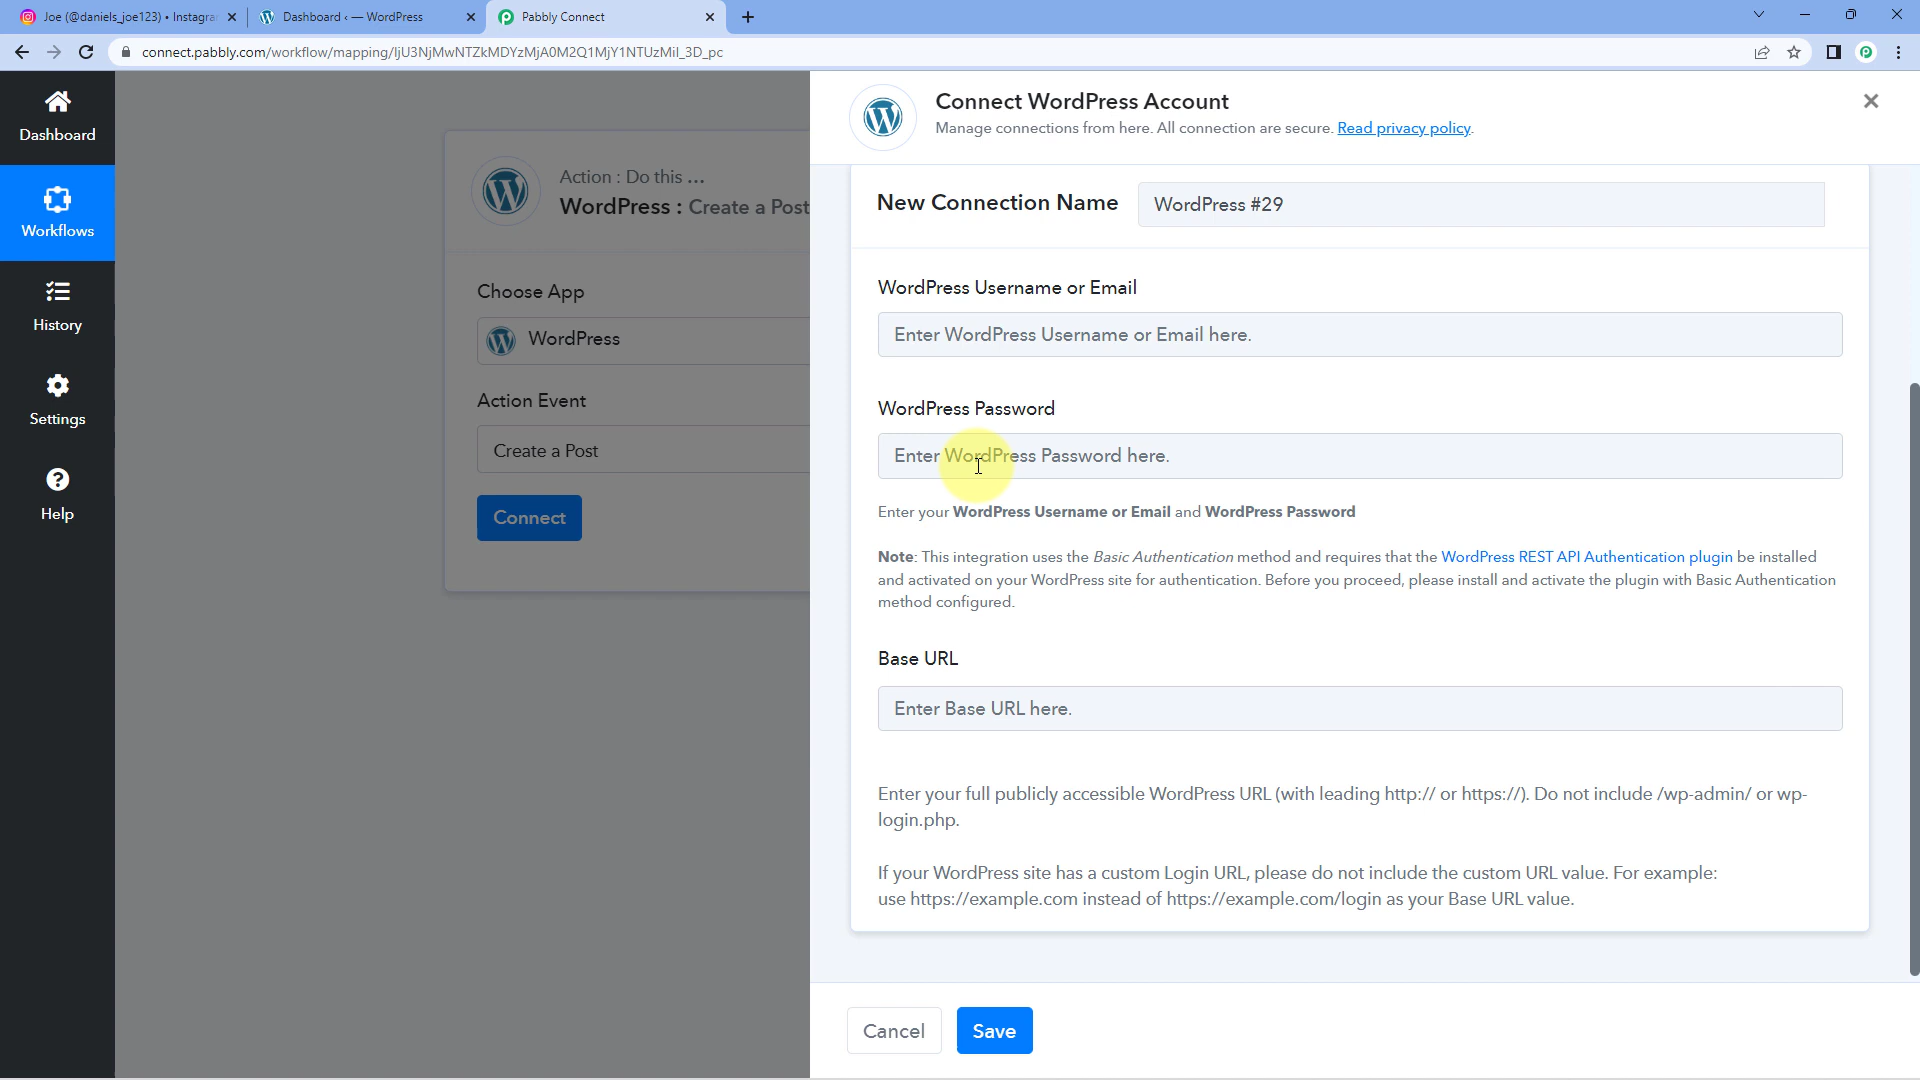 Joe (@daniels_joe123) • Instagra
Dashboard ‹ — WordPress
Pabbly Connect
connect.pabbly.com/workflow/mapping/IjU3NjMwNTZkMDYzMjA0M2Q1MjY1NTUzMiI_3D_pc
Dashboard
Workflows
History
Settings
Help
Action : Do this ...
WordPress : Create a Post
Choose App
WordPress
Action Event
Create a Post
Connect
Connect WordPress Account
Manage connections from here. All connection are secure. Read privacy policy.
New Connection Name
WordPress #29
WordPress Username or Email
Enter WordPress Username or Email here.
WordPress Password
Enter WordPress Password here.
Enter your WordPress Username or Email and WordPress Password
Note: This integration uses the Basic Authentication method and requires that the WordPress REST API Authentication plugin be installed
and activated on your WordPress site for authentication. Before you proceed, please install and activate the plugin with Basic Authentication
method configured.
Base URL
Enter Base URL here.
Enter your full publicly accessible WordPress URL (with leading http:// or https://). Do not include /wp-admin/ or wp-
login.php.
If your WordPress site has a custom Login URL, please do not include the custom URL value. For example:
use https://example.com instead of https://example.com/login as your Base URL value.
Cancel
Save